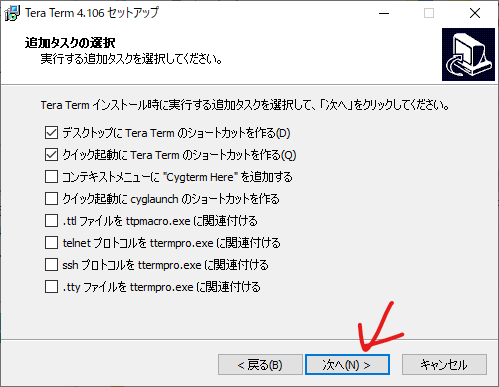 Tera Term 4.106 セットアップ
追加タスクの選択
実行する追加タスクを選択してください。
Tera Term インストール時に実行する追加タスクを選択して、「次へ」をクリックしてください。
デスクトップに Tera Term のショートカットを作る(D)
クイック起動に Tera Term のショートカットを作る(Q)
コンテキストメニューに "Cygterm Here" を追加する
クイック起動に cyglaunch のショートカットを作る
.ttl ファイルを ttpmacro.exe に関連付ける
telnet プロトコルを ttermpro.exe に関連付ける
ssh プロトコルを ttermpro.exe に関連付ける
.tty ファイルを ttermpro.exe に関連付ける
< 戻る(B)
次へ(N) >
キャンセル